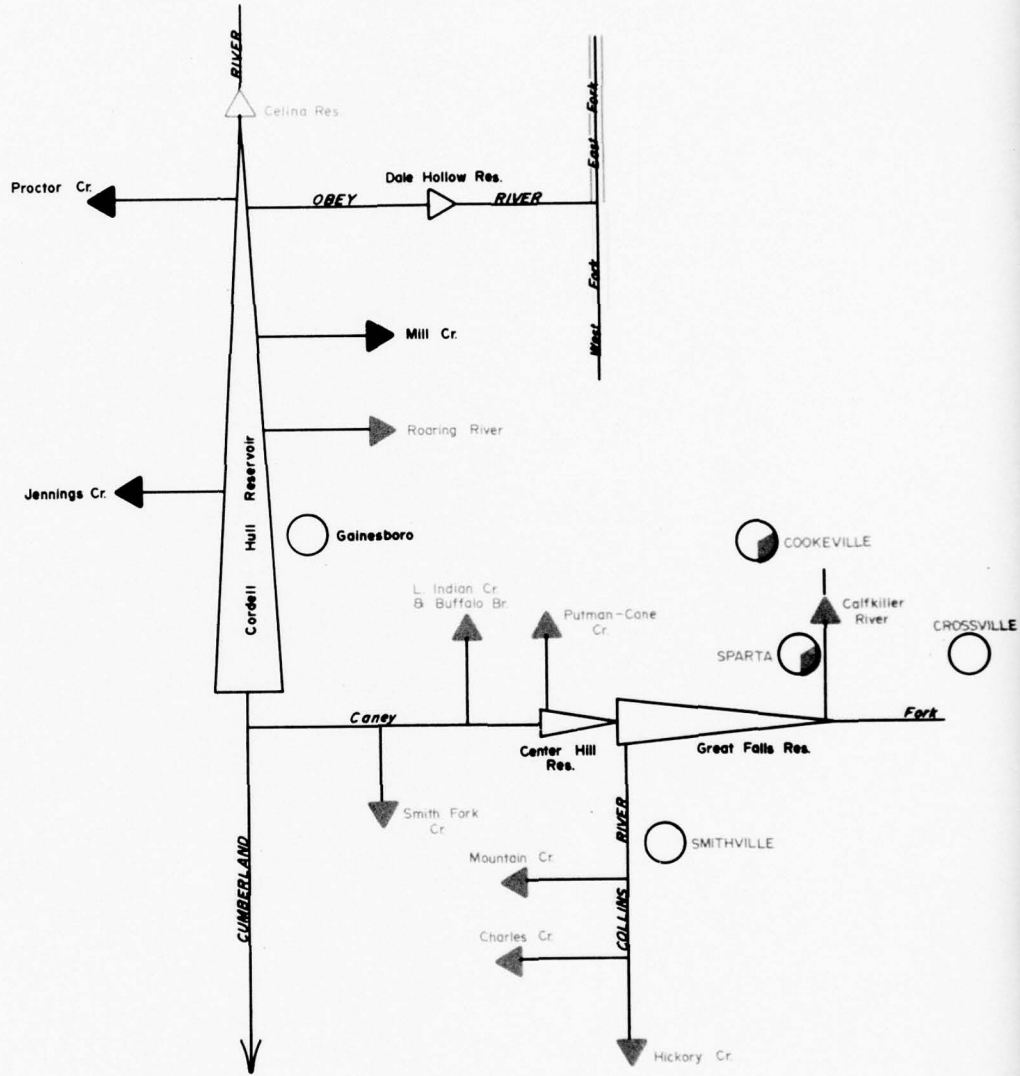 RIVER
Celina Res.
East Fork
Proctor Cr.
Dale Hollow Res.
OBEY RIVER
West Fork
Mill Cr.
Roaring River
Cordell Hull Reservoir
Jennings Cr.
Gainesboro
COOKEVILLE
L. Indian Cr.
& Buffalo Br.
Putman-Cane
Cr.
Calfkiller
River
CROSSVILLE
SPARTA
Caney Fork
Center Hill
Res.
Great Falls Res.
Smith Fork
Cr.
COLLINS RIVER
SMITHVILLE
CUMBERLAND
Mountain Cr.
Charles Cr.
Hickory Cr.